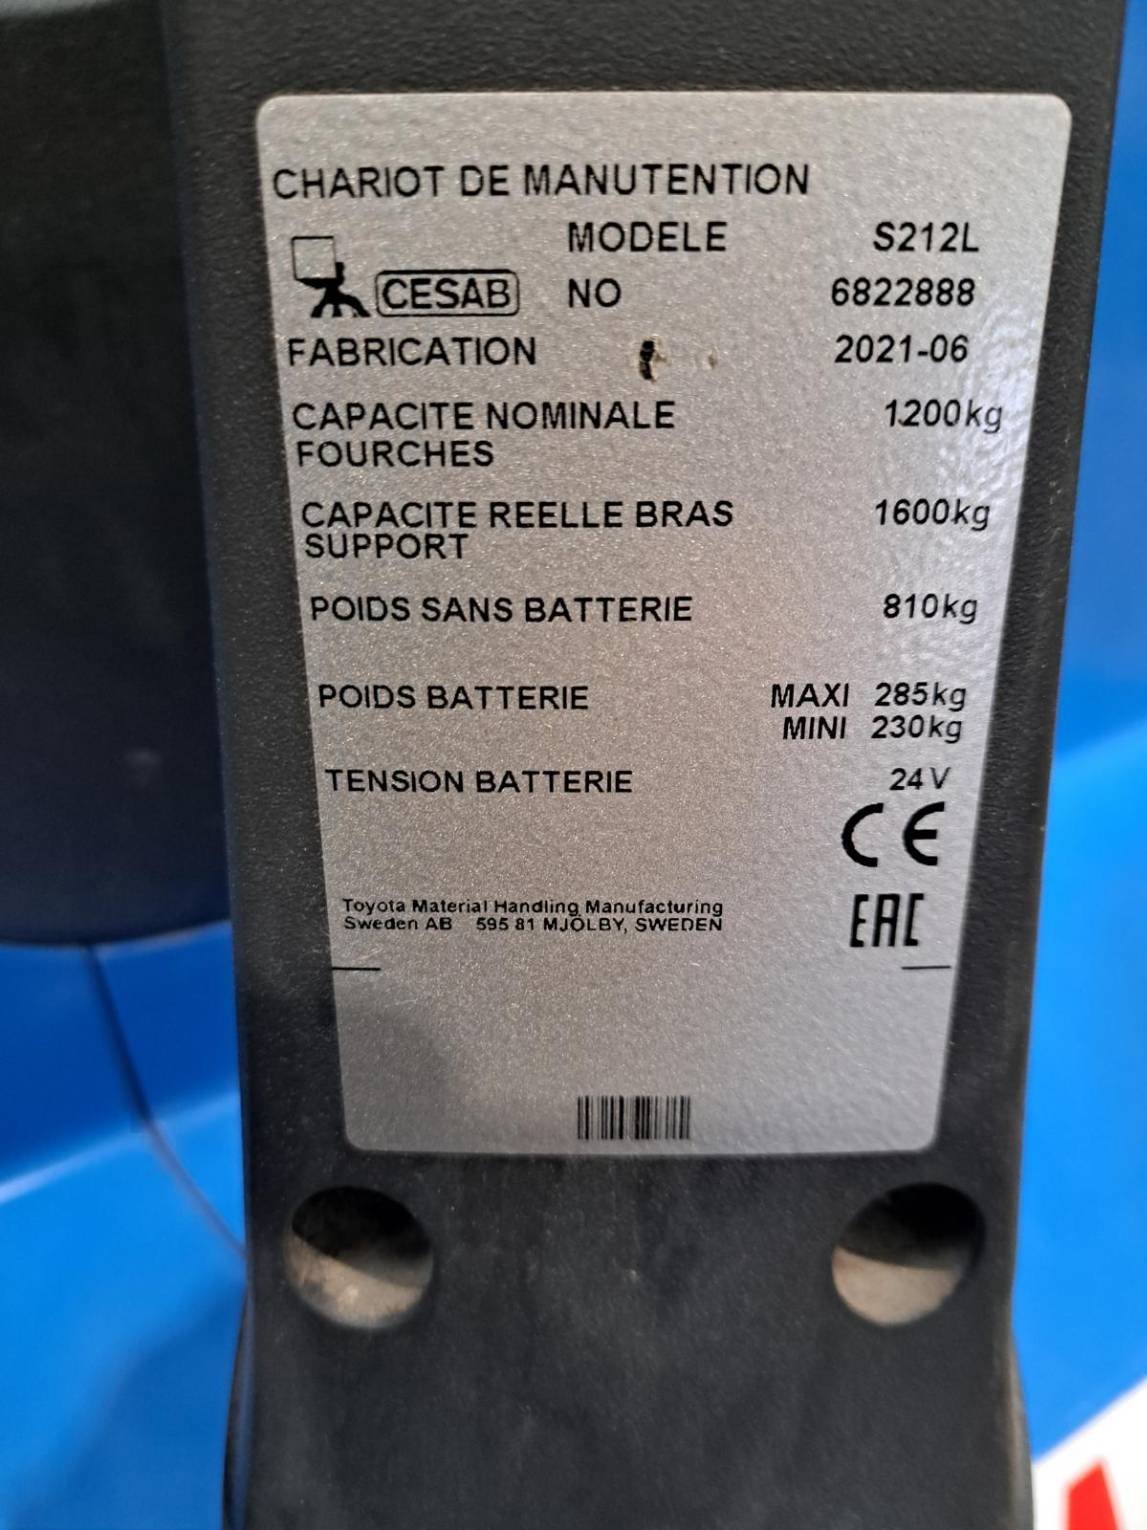 CHARIOT DE MANUTENTION
MODELE S212L
CESAB NO 6822888
FABRICATION 2021-06
CAPACITE NOMINALE 1200kg
FOURCHES
CAPACITE REELLE BRAS 1600kg
SUPPORT
POIDS SANS BATTERIE 810kg
POIDS BATTERIE MAXI 285kg
MINI 230kg
TENSION BATTERIE 24V
CE
Toyota Material Handling Manufacturing
Sweden AB 595 81 MJÖLBY, SWEDEN
EAC